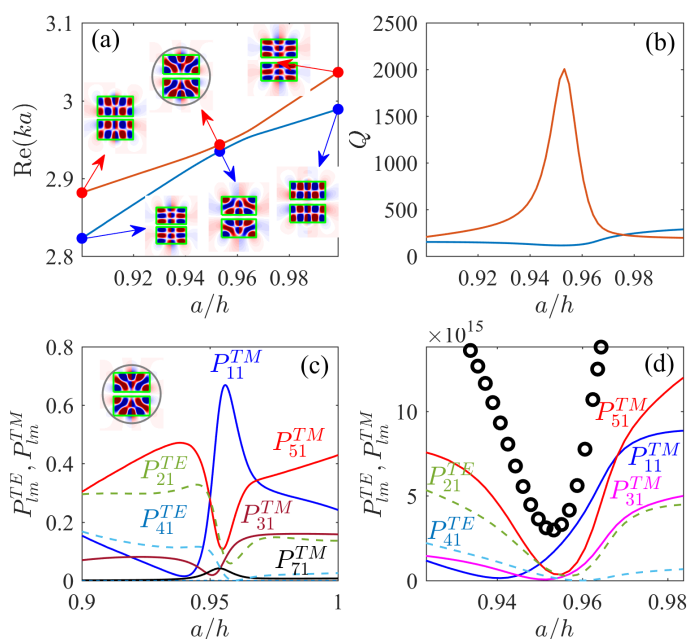 3.1
(a)
3
Re(ka)
2.9
2.8
0.92 0.94 0.96 0.98
a/h
2500
(b)
2000
1500
Q
1000
500
0
0.92 0.94 0.96 0.98
a/h
0.8
(c)
P_{11}^{TM}
0.6
P_{lm}^{TE}, P_{lm}^{TM}
P_{51}^{TM}
0.4
P_{21}^{TE}
P_{41}^{TE}
P_{31}^{TM}
0.2
P_{71}^{TM}
0
0.9 0.95 1
a/h
× 10^{15}
(d)
P_{51}^{TM}
10
P_{lm}^{TE}, P_{lm}^{TM}
P_{11}^{TM}
P_{21}^{TE}
P_{31}^{TM}
5
P_{41}^{TE}
0
0.94 0.96 0.98
a/h